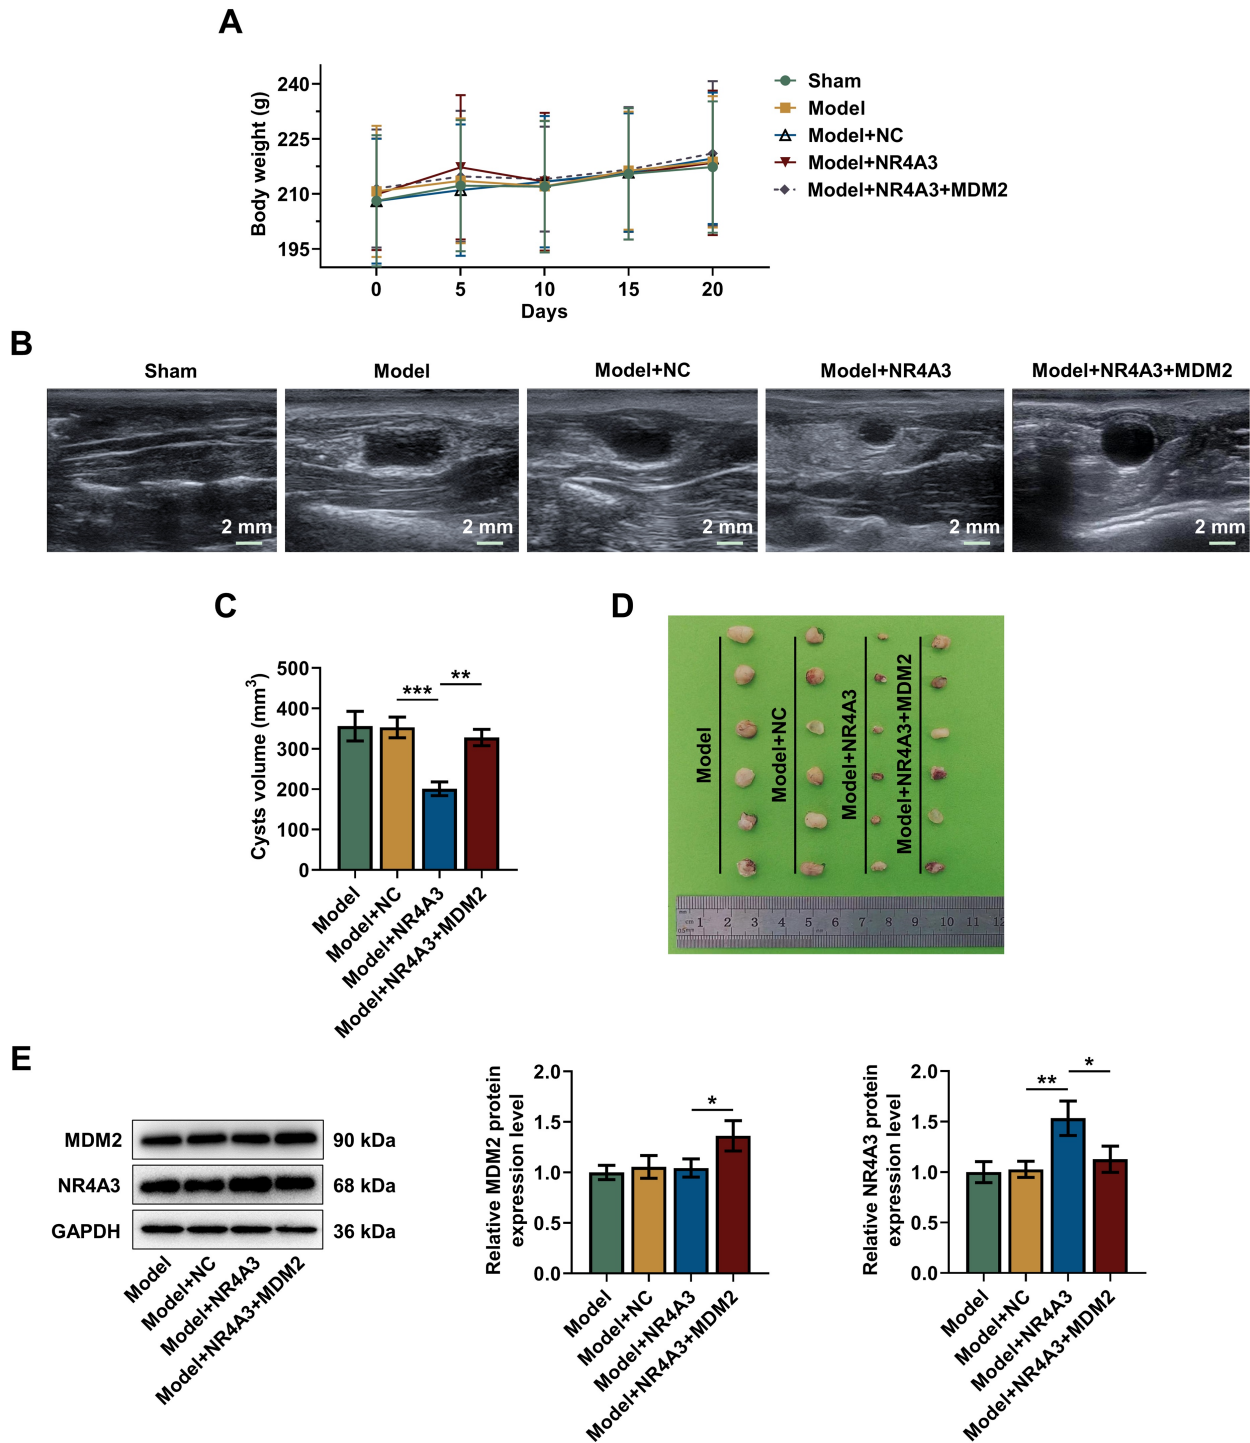 A
Body weight (g)
240
225
210
195
0 5 10 15 20
Days
Sham
Model
Model+NC
Model+NR4A3
Model+NR4A3+MDM2
B
Sham Model Model+NC Model+NR4A3 Model+NR4A3+MDM2
2 mm 2 mm 2 mm 2 mm 2 mm
C
Cysts volume (mm3)
500
400
300
200
100
0
*** **
Model
Model+NC
Model+NR4A3
Model+NR4A3+MDM2
D
Model
Model+NC
Model+NR4A3
Model+NR4A3+MDM2
mm
cm
0.5mm
1 2 3 4 5 6 7 8 9 10 11 12
E
MDM2 90 kDa
NR4A3 68 kDa
GAPDH 36 kDa
Model
Model+NC
Model+NR4A3
Model+NR4A3+MDM2
Relative MDM2 protein
expression level
2.0
1.5
1.0
0.5
0.0
*
Model
Model+NC
Model+NR4A3
Model+NR4A3+MDM2
Relative NR4A3 protein
expression level
2.0
1.5
1.0
0.5
0.0
** *
Model
Model+NC
Model+NR4A3
Model+NR4A3+MDM2